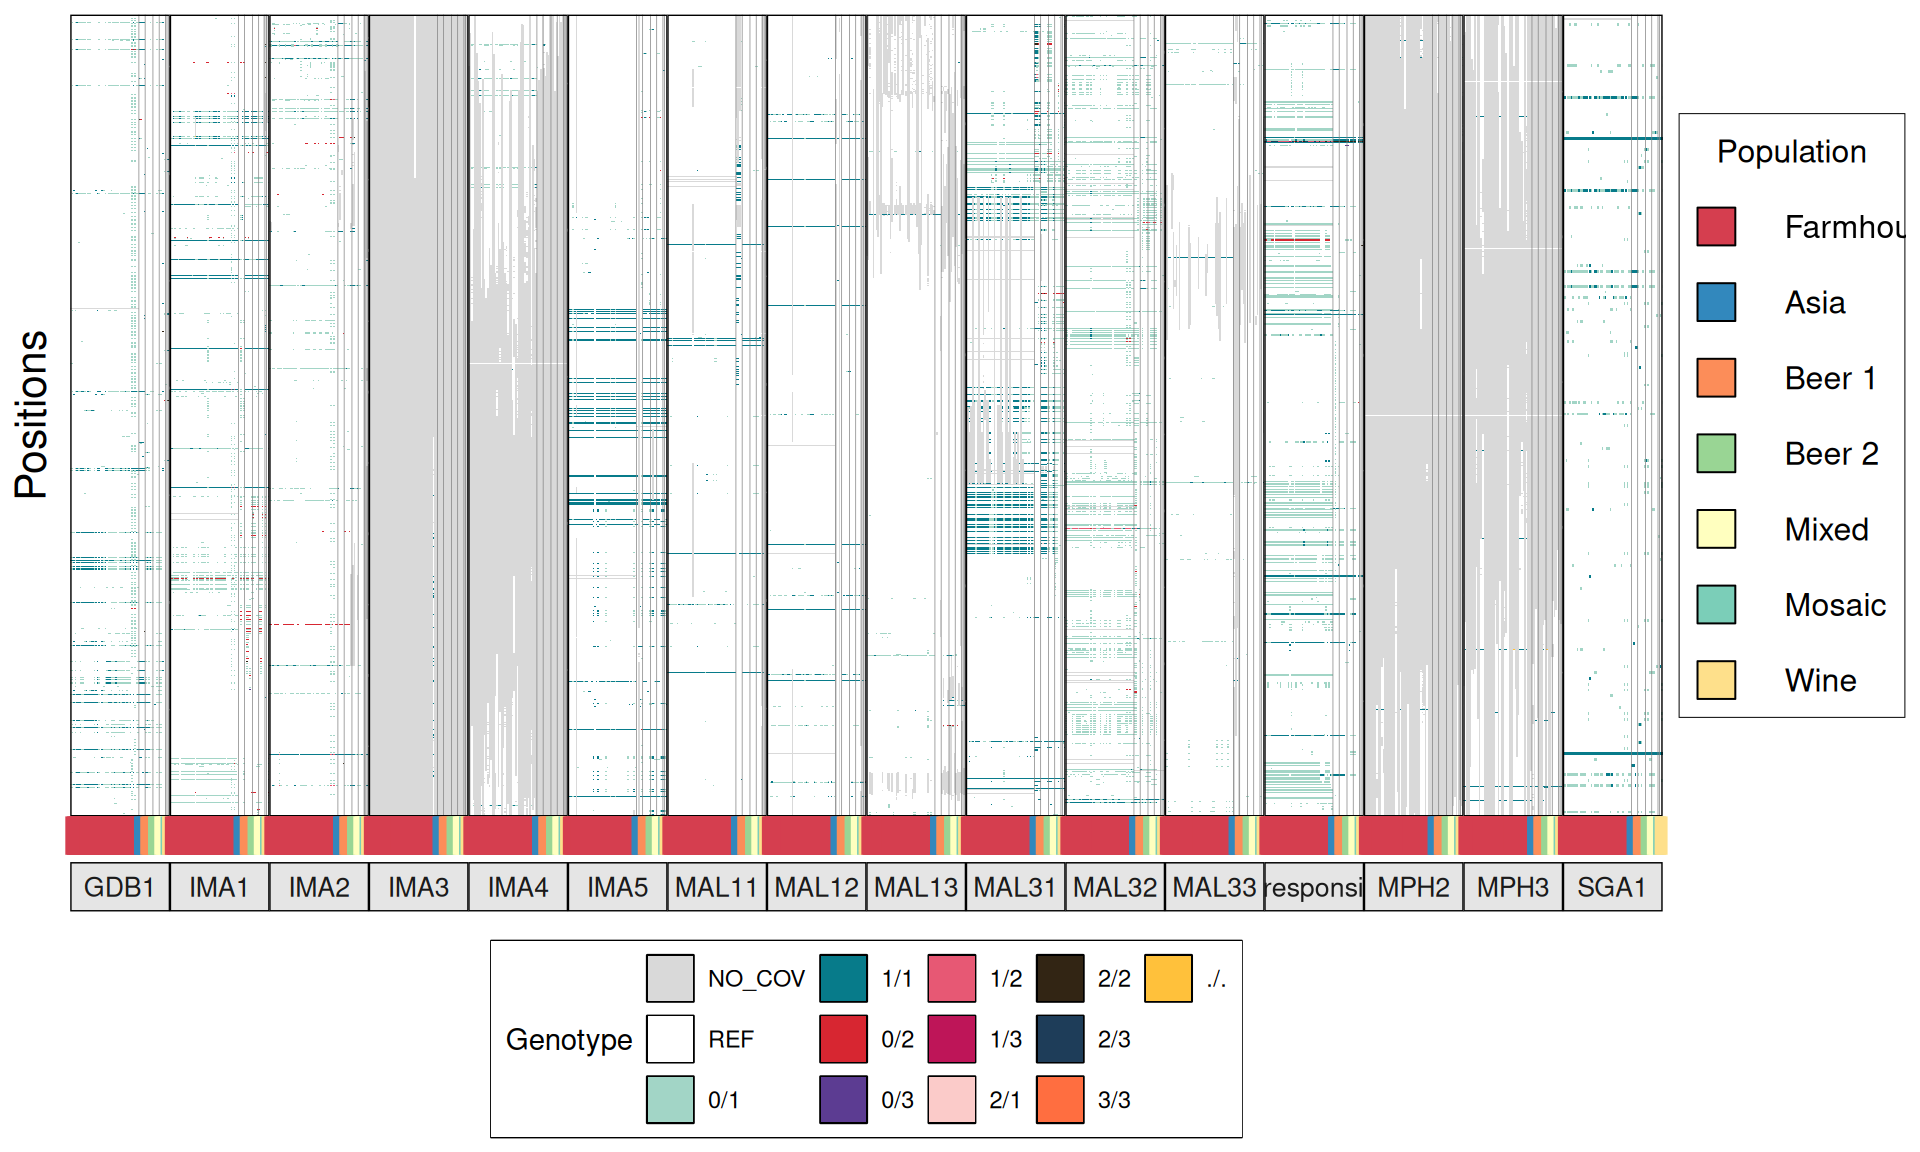 Positions
Population
Farmhou
Asia
Beer 1
Beer 2
Mixed
Mosaic
Wine
GDB1 IMA1 IMA2 IMA3 IMA4 IMA5 MAL11 MAL12 MAL13 MAL31 MAL32 MAL33 responsi MPH2 MPH3 SGA1
Genotype
NO_COV 1/1 1/2 2/2 ./.
REF 0/2 1/3 2/3
0/1 0/3 2/1 3/3